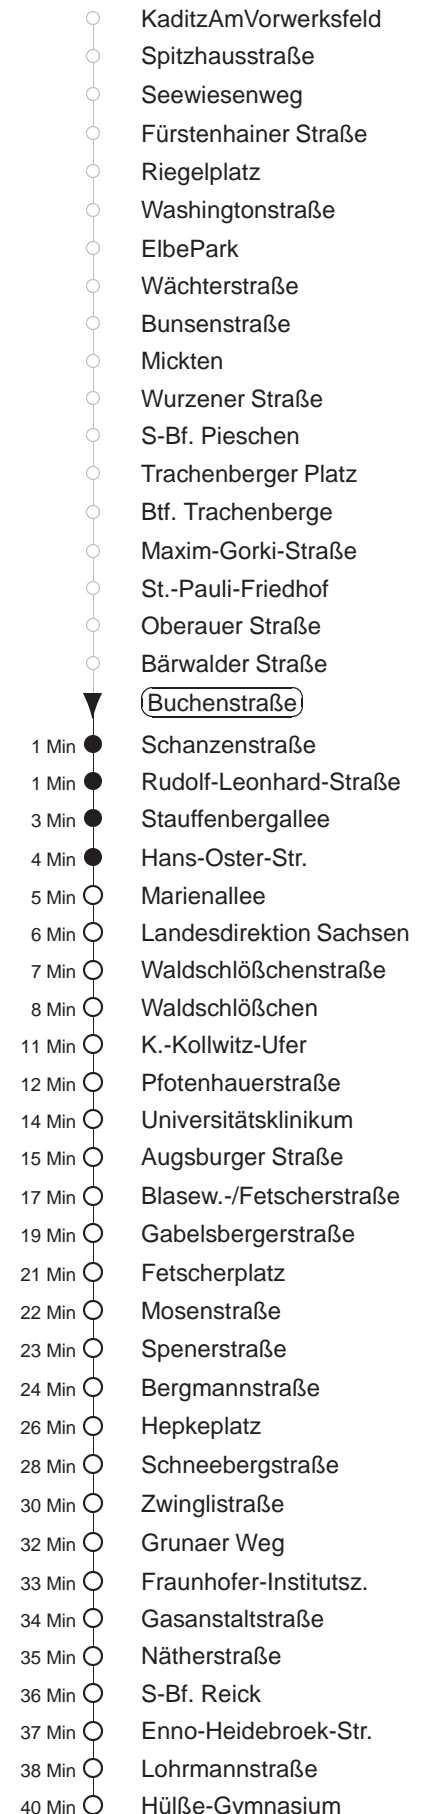 KaditzAmVorwerksfeld
Spitzhausstraße
Seewiesenweg
Fürstenhainer Straße
Riegelplatz
Washingtonstraße
ElbePark
Wächterstraße
Bunsenstraße
Mickten
Wurzener Straße
S-Bf. Pieschen
Trachenberger Platz
Btf. Trachenberge
Maxim-Gorki-Straße
St.-Pauli-Friedhof
Oberauer Straße
Bärwalder Straße
Buchenstraße
1 Min Schanzenstraße
1 Min Rudolf-Leonhard-Straße
3 Min Stauffenbergallee
4 Min Hans-Oster-Str.
5 Min Marienallee
6 Min Landesdirektion Sachsen
7 Min Waldschlößchenstraße
8 Min Waldschlößchen
11 Min K.-Kollwitz-Ufer
12 Min Pfotenhauerstraße
14 Min Universitätsklinikum
15 Min Augsburger Straße
17 Min Blasew.-/Fetscherstraße
19 Min Gabelsbergerstraße
21 Min Fetscherplatz
22 Min Mosenstraße
23 Min Spenerstraße
24 Min Bergmannstraße
26 Min Hepkeplatz
28 Min Schneebergstraße
30 Min Zwinglistraße
32 Min Grunaer Weg
33 Min Fraunhofer-Institutsz.
34 Min Gasanstaltstraße
35 Min Nätherstraße
36 Min S-Bf. Reick
37 Min Enno-Heidebroek-Str.
38 Min Lohrmannstraße
40 Min Hülße-Gymnasium